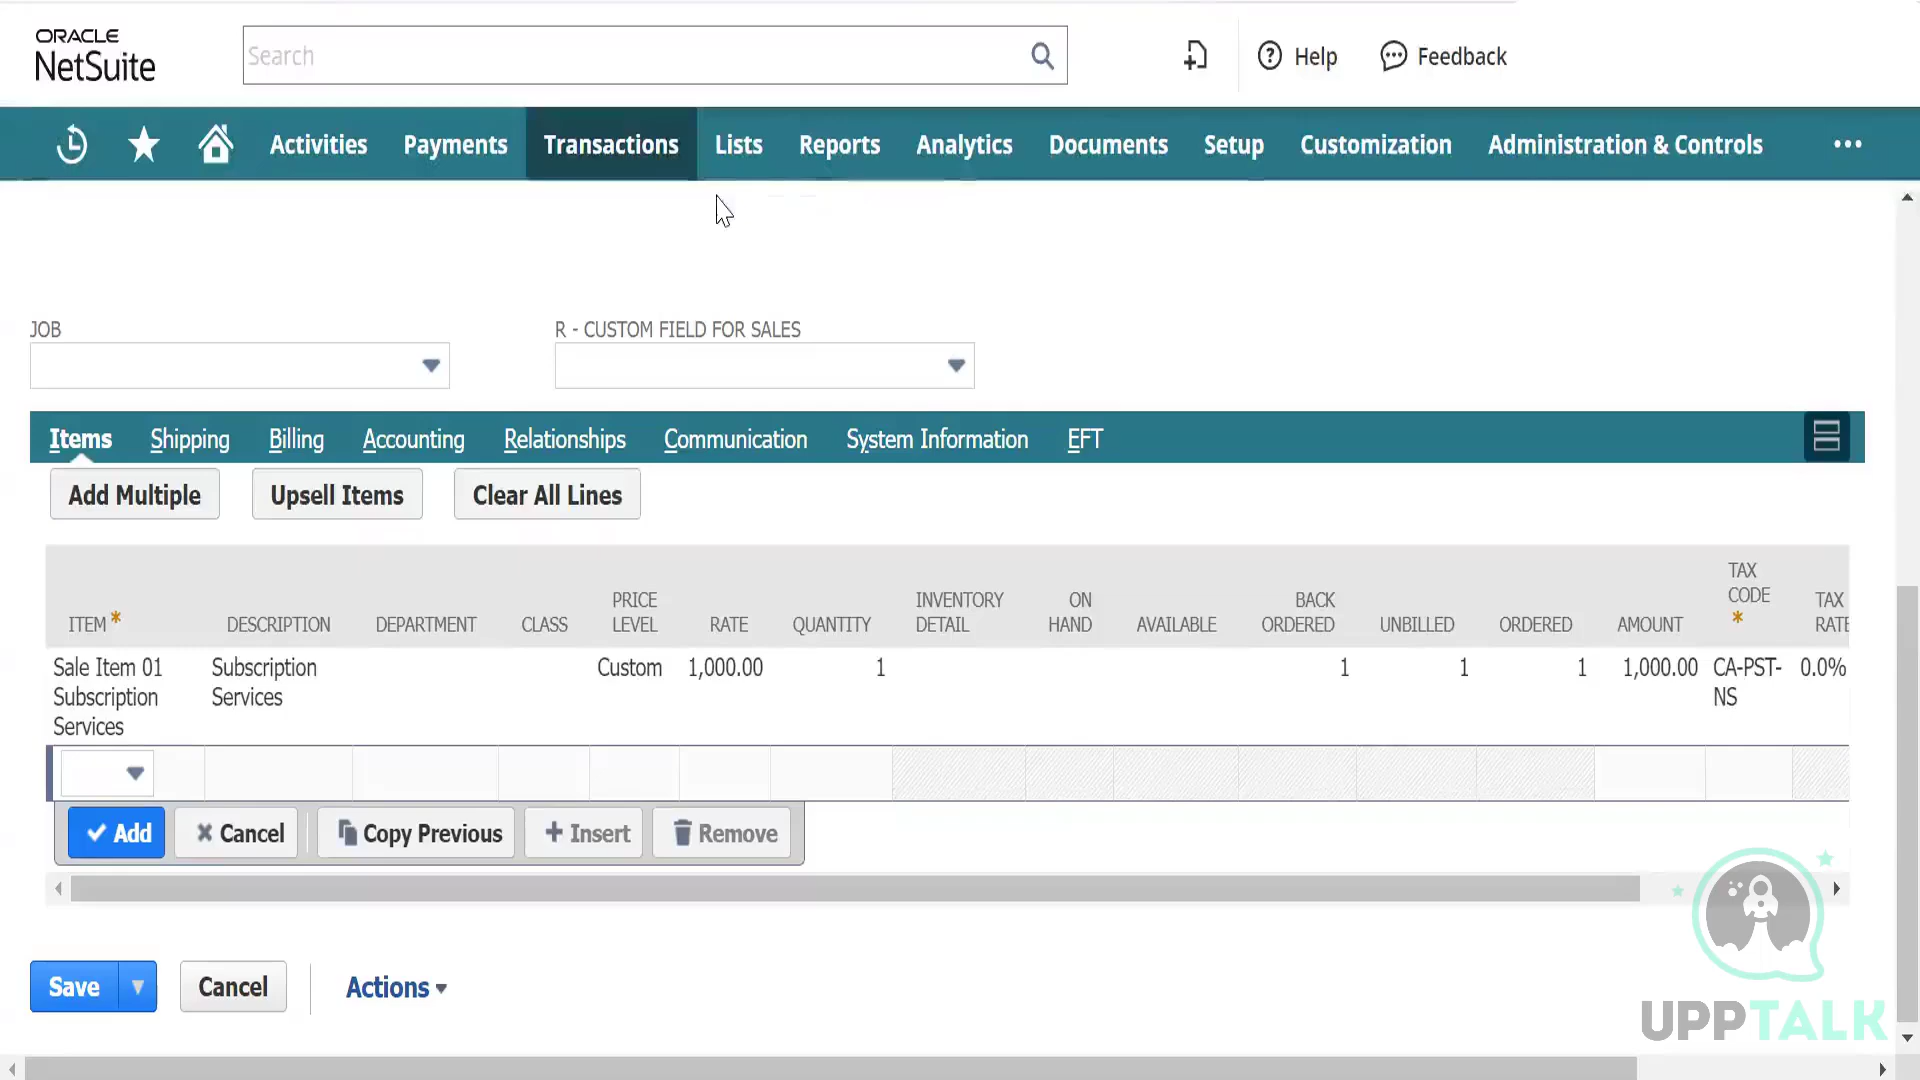 ORACLE
NetSuite
Search
Help
Feedback
Activities Payments Transactions Lists Reports Analytics Documents Setup Customization Administration & Controls
JOB
R - CUSTOM FIELD FOR SALES
Items Shipping Billing Accounting Relationships Communication System Information EFT
Add Multiple Upsell Items Clear All Lines
ITEM * DESCRIPTION DEPARTMENT CLASS PRICE LEVEL RATE QUANTITY INVENTORY DETAIL ON HAND AVAILABLE BACK ORDERED UNBILLED ORDERED AMOUNT TAX CODE * TAX RATE
Sale Item 01 Subscription Custom 1,000.00 1 1 1 1 1,000.00 CA-PST- 0.0%
Subscription Services NS
Services
Add Cancel Copy Previous Insert Remove
Save Cancel Actions
UPPTALK